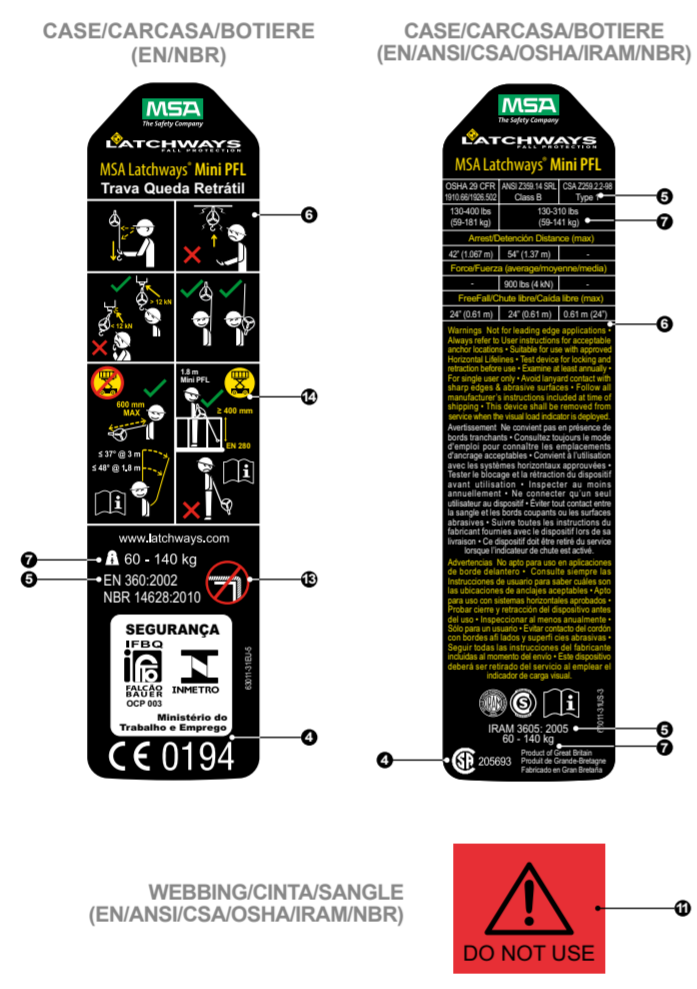 CASE/CARCASA/BOTIERE
(EN/NBR)
MSA
The Safety Company
LATCHWAYS
FALL PROTECTION
MSA Latchways® Mini PFL
Trava Queda Retrátil
6
> 12 kN
< 12 kN
600 mm
MAX
1.8 m
Mini PFL
≥ 400 mm
EN 280
14
≤ 37° @ 3 m
≤ 48° @ 1,8 m
i
i
www.latchways.com
7
60 - 140 kg
5
EN 360:2002
NBR 14628:2010
13
SEGURANÇA
IFBQ
FALCÃO
BAUER
OCP 003
INMETRO
Ministério do
Trabalho e Emprego
4
CE 0194
63011-31EU-5
CASE/CARCASA/BOTIERE
(EN/ANSI/CSA/OSHA/IRAM/NBR)
MSA
The Safety Company
LATCHWAYS
FALL PROTECTION
MSA Latchways® Mini PFL
OSHA 29 CFR ANSI Z359.14 SRL CSA Z259.2.2-98
1910.66/1926.502 Class B Type 1
5
130-400 lbs 130-310 lbs
(59-181 kg) (59-141 kg)
7
Arrest/Detención Distance (max)
42" (1.067 m) 54" (1.37 m) -
Force/Fuerza (average/moyenne/media)
- 900 lbs (4 kN) -
FreeFall/Chute libre/Caída libre (max)
24" (0.61 m) 24" (0.61 m) 0.61 m (24")
6
Warnings Not for leading edge applications •
Always refer to User instructions for acceptable
anchor locations • Suitable for use with approved
Horizontal Lifelines • Test device for locking and
retraction before use • Examine at least annually •
For single user only • Avoid lanyard contact with
sharp edges & abrasive surfaces • Follow all
manufacturer's instructions included at time of
shipping • This device shall be removed from
service when the visual load indicator is deployed.
Avertissement Ne convient pas en présence de
bords tranchants • Consultez toujours le mode
d'emploi pour connaître les emplacements
d'ancrage acceptables • Convient à l'utilisation
avec les systèmes horizontaux approuvées •
Tester le blocage et la rétraction du dispositif
avant utilisation • Inspecter au moins
annuellement • Ne connecter qu'un seul
utilisateur au dispositif • Éviter tout contact entre
la sangle et les bords coupants ou les surfaces
abrasives • Suivre toutes les instructions du
fabricant fournies avec le dispositif lors de sa
livraison • Ce dispositif doit être retiré du service
lorsque l'indicateur de chute est activé.
Advertencias No apto para uso en aplicaciones
de borde delantero • Consulte siempre las
Instrucciones de usuario para saber cuáles son
las ubicaciones de anclajes aceptables • Apto
para uso con sistemas horizontales aprobados •
Probar cierre y retracción del dispositivo antes
del uso • Inspeccionar al menos anualmente •
Sólo para un usuario • Evitar contacto del cordón
con bordes afi lados y superfi cies abrasivas •
Seguir todas las instrucciones del fabricante
incluidas al momento del envío • Este dispositivo
deberá ser retirado del servicio al emplear el
indicador de carga visual.
S
i
IRAM 3605: 2005
5
60 - 140 kg
7
4
205693
Product of Great Britain
Produit de Grande-Bretagne
Fabricado en Gran Bretaña
WEBBING/CINTA/SANGLE
(EN/ANSI/CSA/OSHA/IRAM/NBR)
DO NOT USE
11